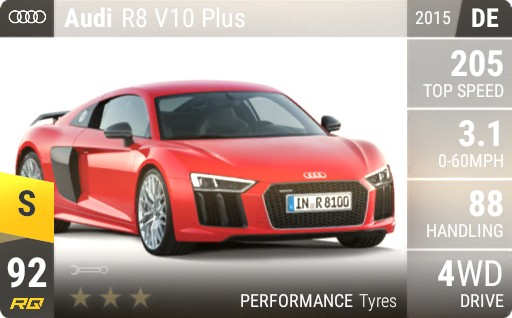 Audi R8 V10 Plus
2015 DE
205
TOP SPEED
3.1
0-60MPH
88
HANDLING
4WD
DRIVE
S
92
RQ
IN R 8100
PERFORMANCE Tyres